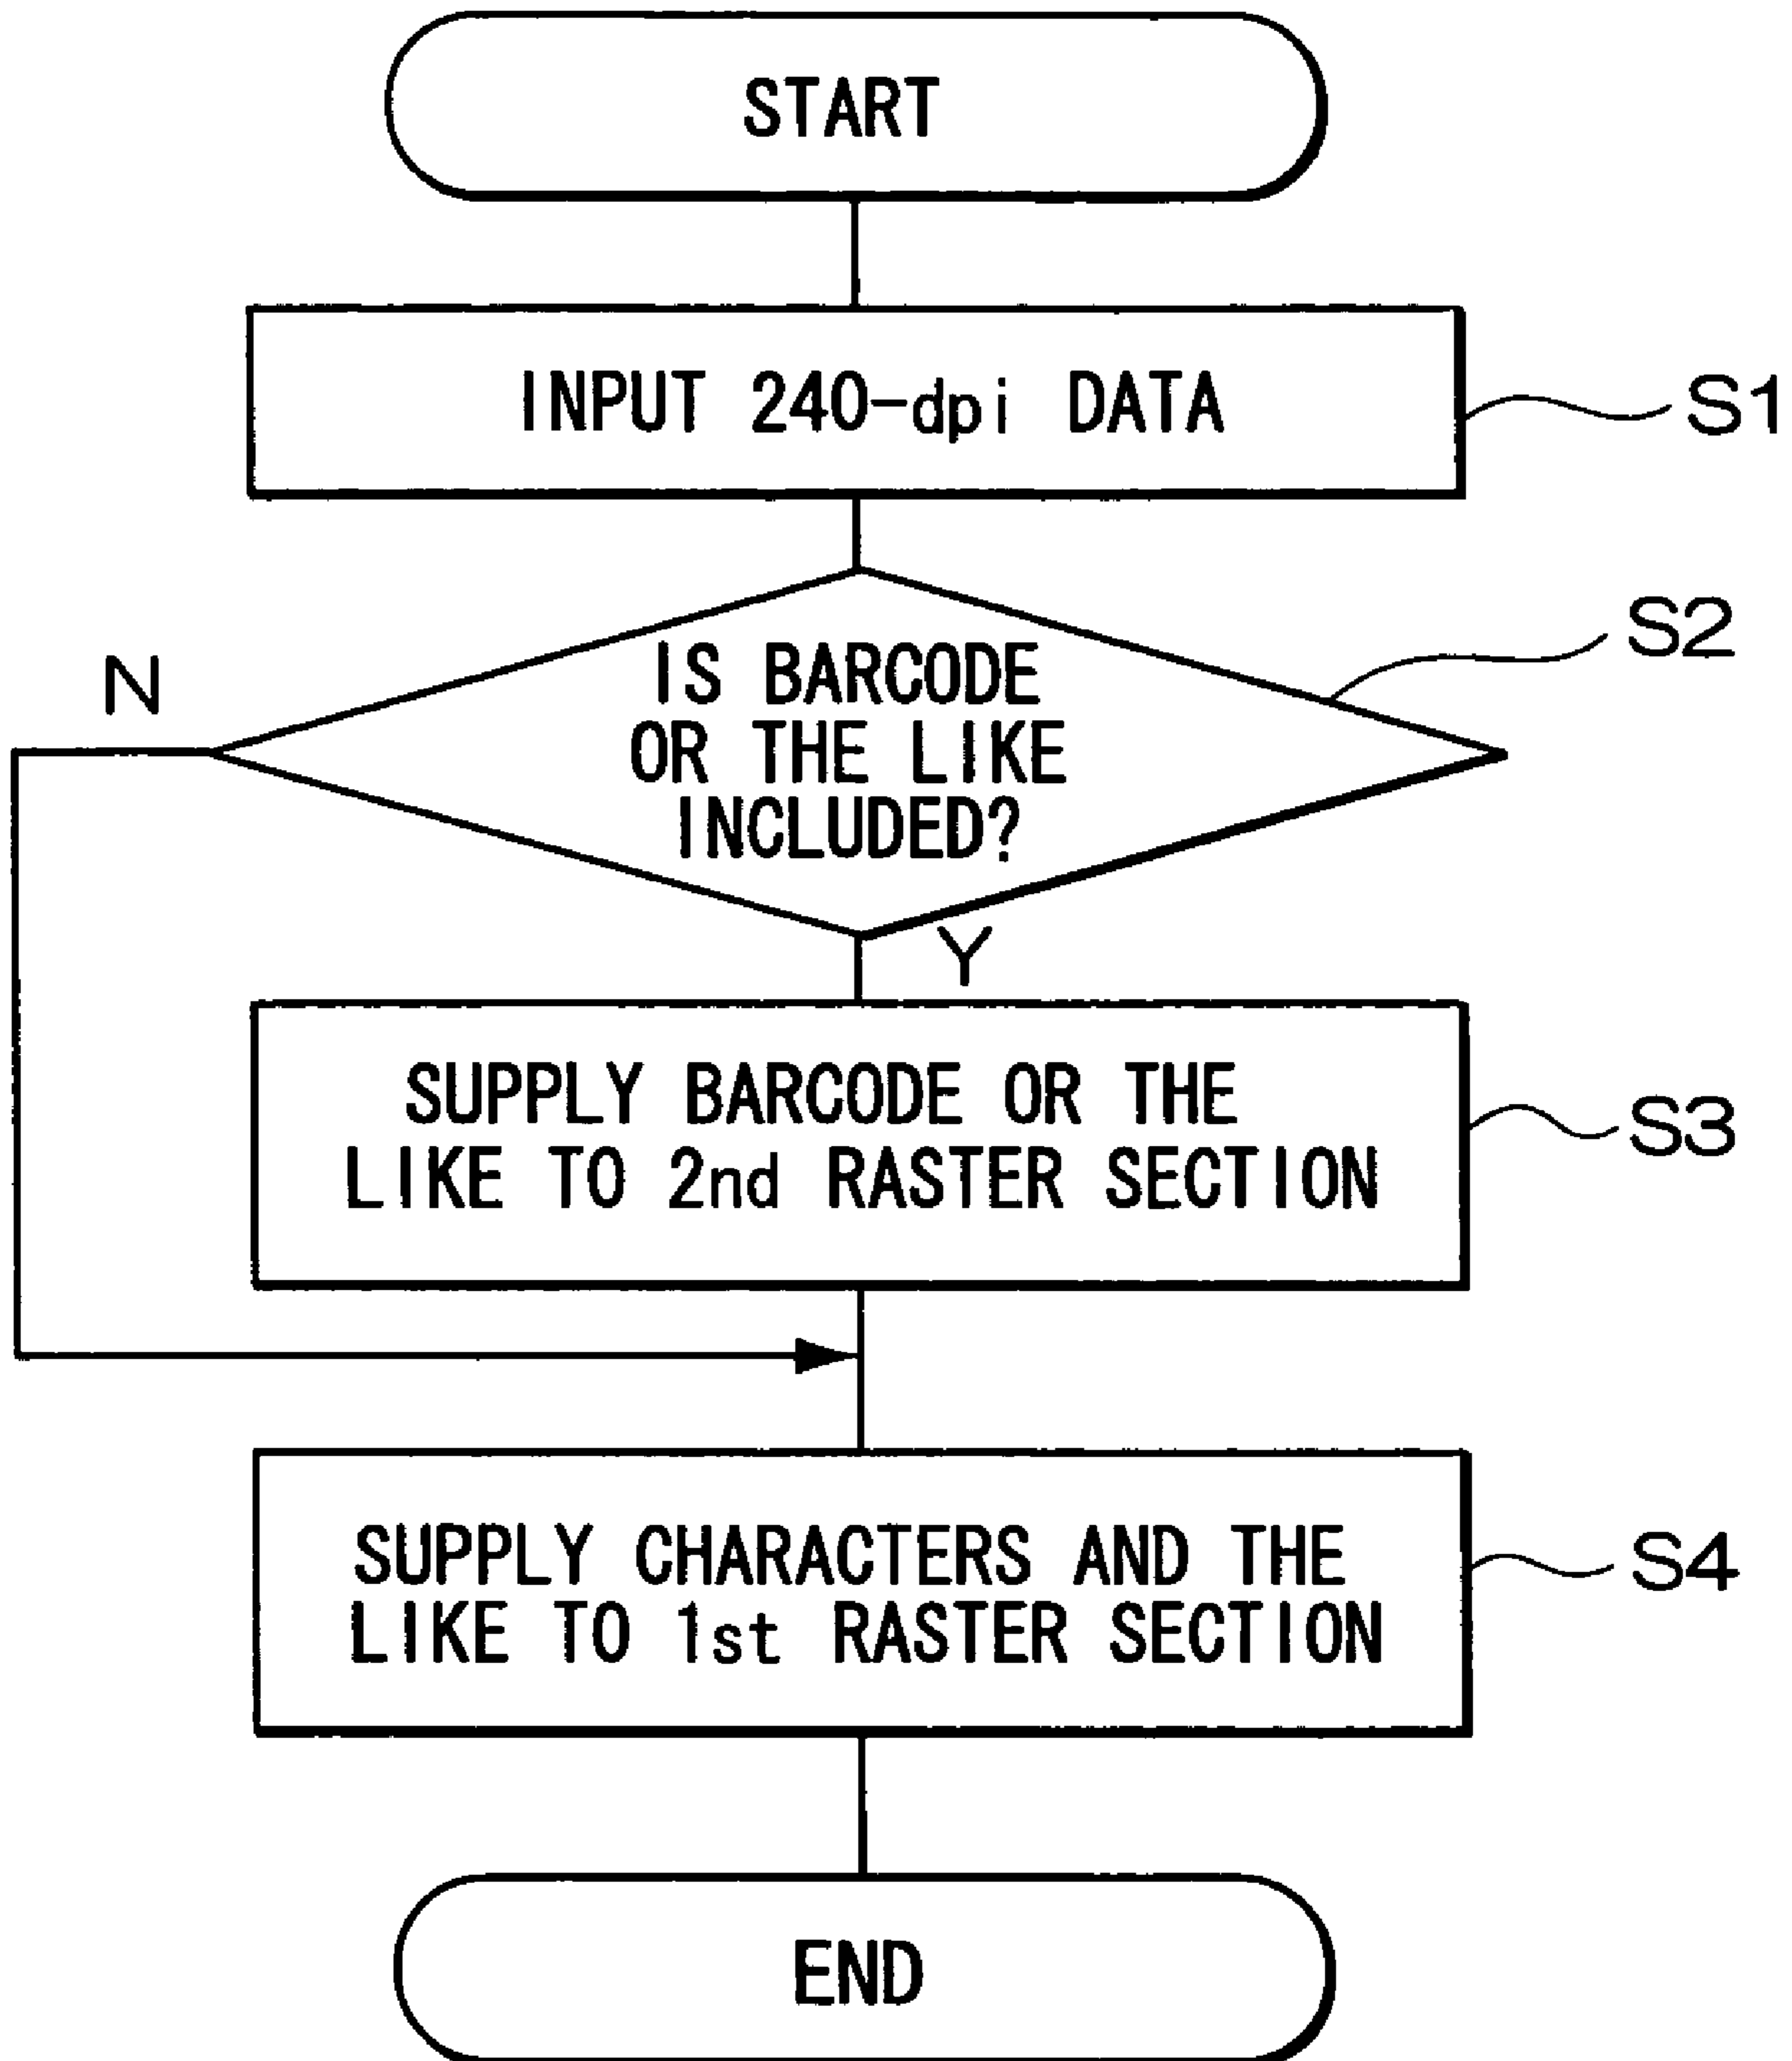 START
INPUT 240-dpi DATA
S1
S2
N
IS BARCODE
OR THE LIKE
INCLUDED?
Y
SUPPLY BARCODE OR THE
LIKE TO 2nd RASTER SECTION
S3
SUPPLY CHARACTERS AND THE
LIKE TO 1st RASTER SECTION
S4
END